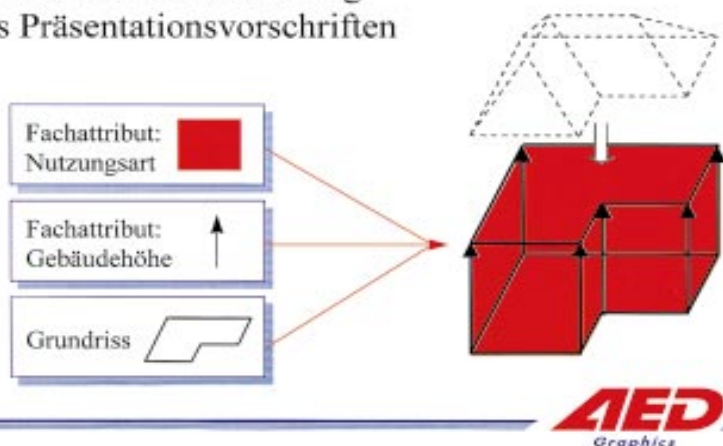 s Präsentationsvorschriften
Fachattribut:
Nutzungsart
Fachattribut:
Gebäudehöhe
Grundriss
AED
Graphics